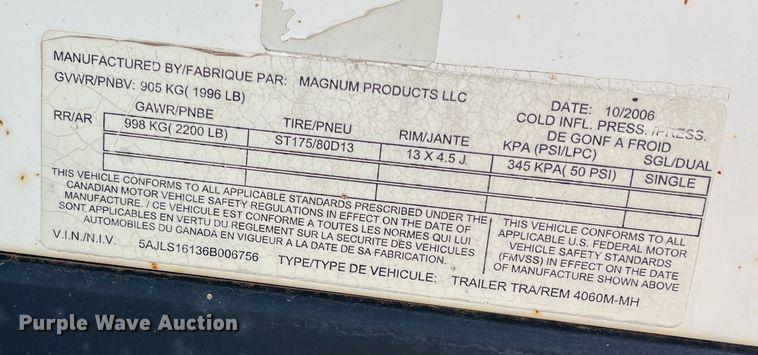 MANUFACTURED BY/FABRIQUE PAR: MAGNUM PRODUCTS LLC
GVWR/PNBV: 905 KG( 1996 LB)
DATE: 10/2006
GAWR/PNBE TIRE/PNEU RIM/JANTE COLD INFL. PRESS. /PRESS.
DE GONF A FROID
KPA (PSI/LPC) SGL/DUAL
RR/AR 998 KG( 2200 LB) ST175/80D13 13 X 4.5 J 345 KPA( 50 PSI) SINGLE
THIS VEHICLE CONFORMS TO ALL APPLICABLE STANDARDS PRESCRIBED UNDER THE
CANADIAN MOTOR VEHICLE SAFETY REGULATIONS IN EFFECT ON THE DATE OF
MANUFACTURE. / CE VEHICULE EST CONFORME A TOUTES LES NORMES QUI LUI
SONT APPLICABLES EN VERTU DU REGLEMENT SUR LA SECURITE DES VEHICULES
AUTOMOBILES DU CANADA EN VIGUEUR A LA DATE DE SA FABRICATION.
THIS VEHICLE CONFORMS TO ALL
APPLICABLE U.S. FEDERAL MOTOR
VEHICLE SAFETY STANDARDS
(FMVSS) IN EFFECT ON THE DATE
OF MANUFACTURE SHOWN ABOVE
V.I.N./N.I.V. 5AJLS16136B006756 TYPE/TYPE DE VEHICULE: TRAILER TRA/REM 4060M-MH
Purple Wave Auction